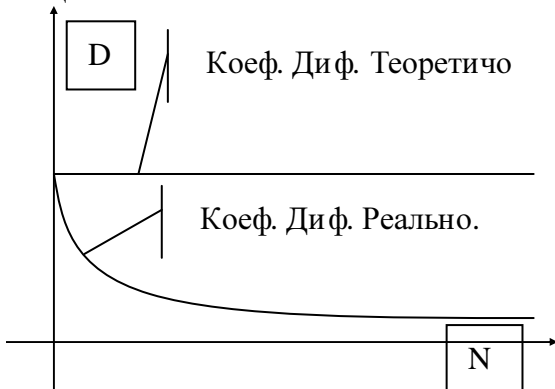 D
Коеф. Диф. Теоретичо
Коеф. Диф. Реально.
N